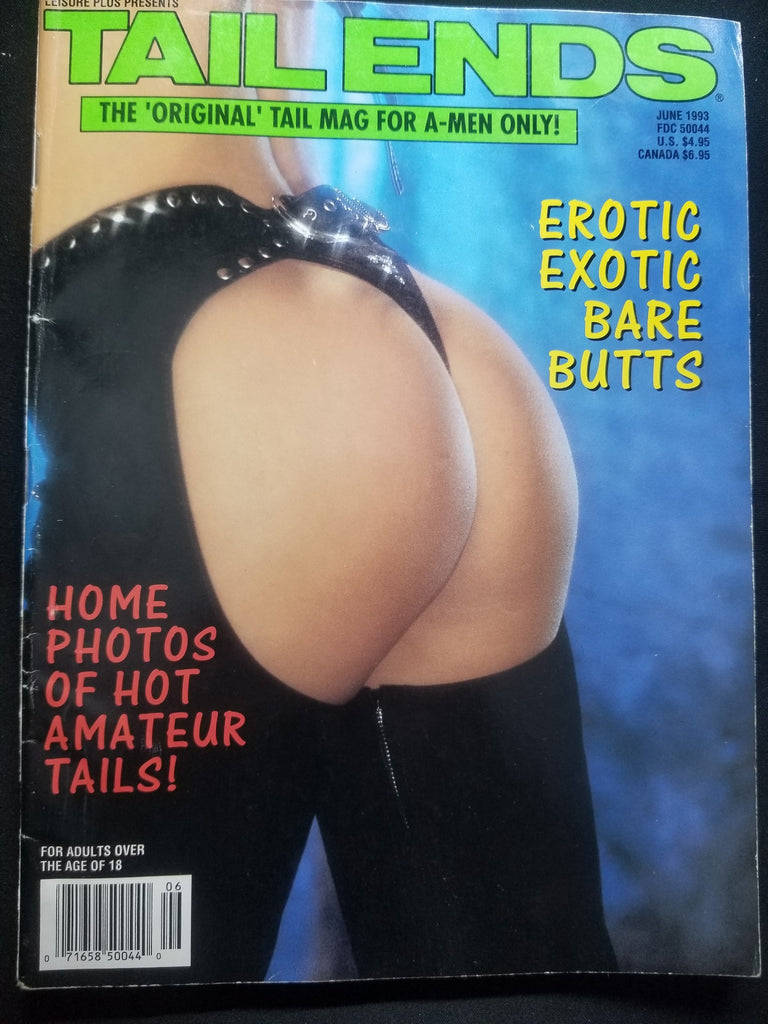 LEISURE PLUS PRESENTS
TAIL ENDS®
THE 'ORIGINAL' TAIL MAG FOR A-MEN ONLY!
JUNE 1993
FDC 50044
U.S. $4.95
CANADA $6.95
EROTIC
EXOTIC
BARE
BUTTS
HOME
PHOTOS
OF HOT
AMATEUR
TAILS!
FOR ADULTS OVER
THE AGE OF 18
06
0 71658 50044 0